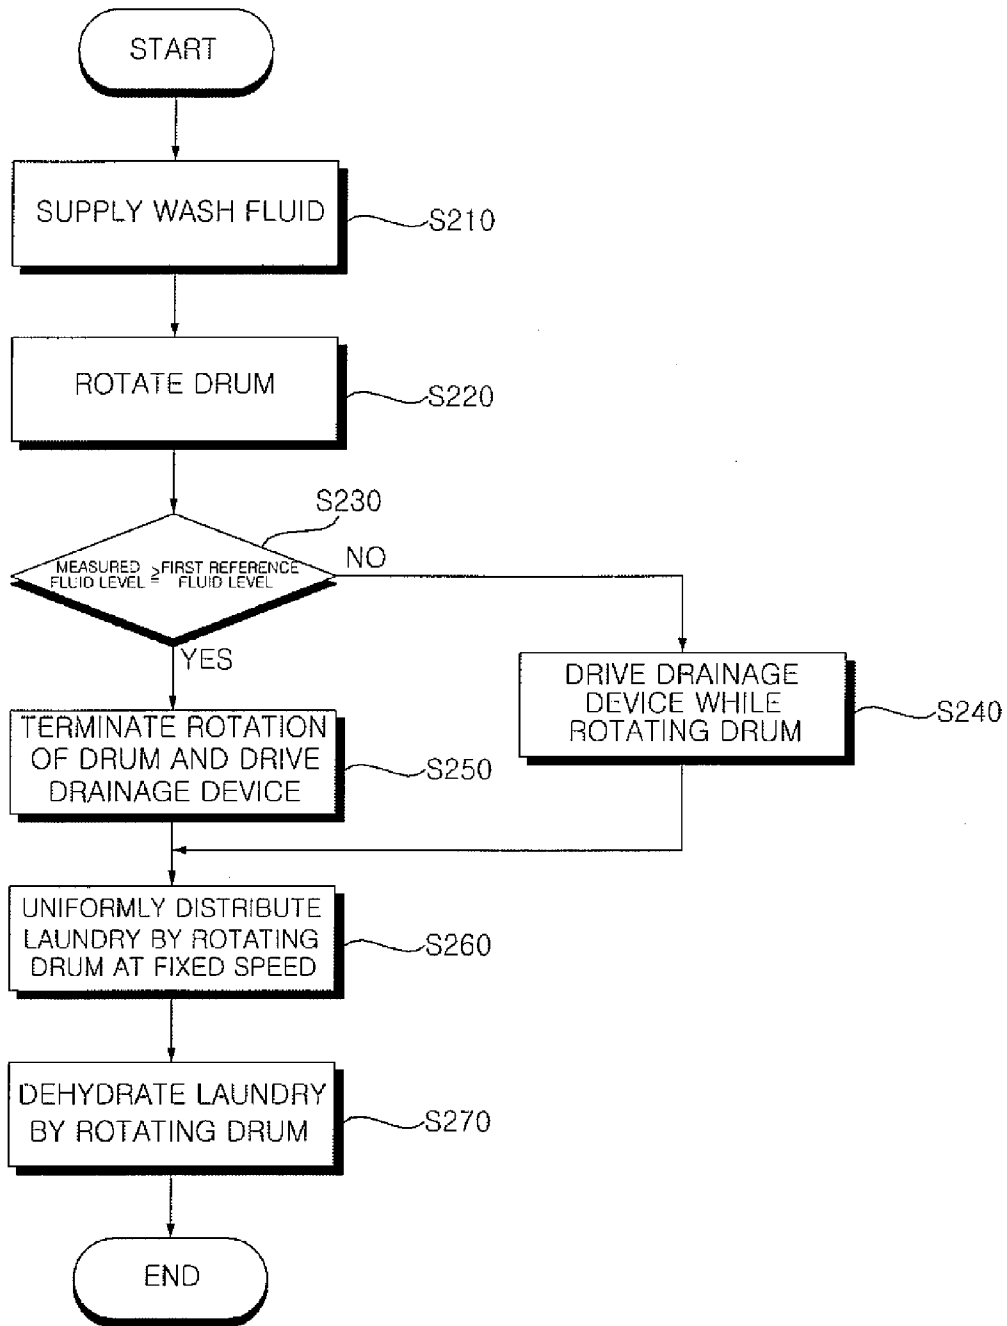 START
SUPPLY WASH FLUID
S210
ROTATE DRUM
S220
S230
MEASURED FLUID LEVEL ≥ FIRST REFERENCE FLUID LEVEL
NO
YES
DRIVE DRAINAGE
DEVICE WHILE
ROTATING DRUM
S240
TERMINATE ROTATION
OF DRUM AND DRIVE
DRAINAGE DEVICE
S250
UNIFORMLY DISTRIBUTE
LAUNDRY BY ROTATING
DRUM AT FIXED SPEED
S260
DEHYDRATE LAUNDRY
BY ROTATING DRUM
S270
END